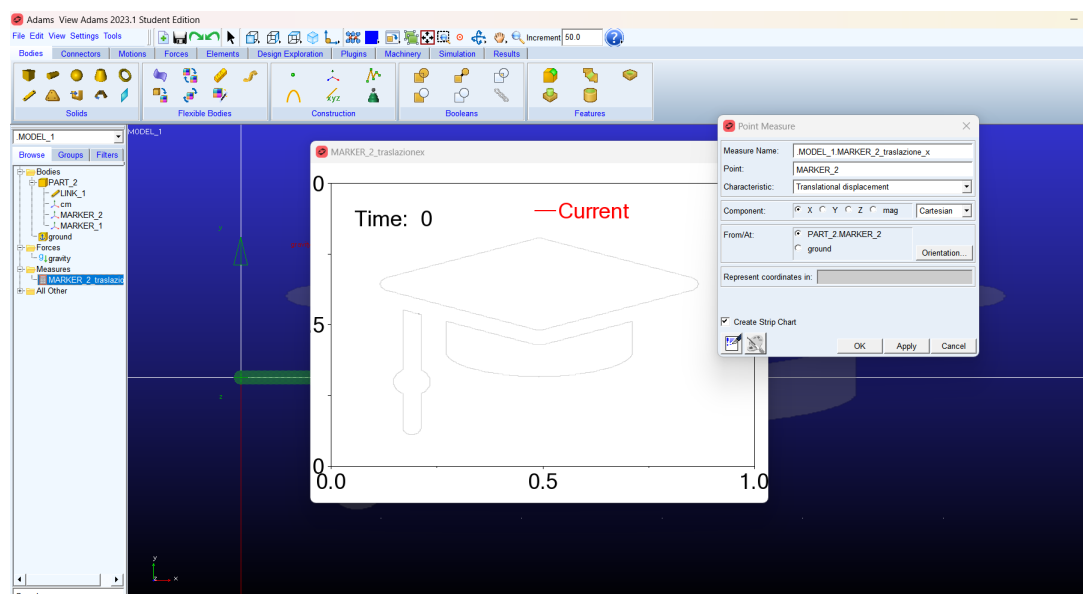 Adams View Adams 2023.1 Student Edition
File Edit View Settings Tools
Increment 50.0
?
Bodies Connectors Motions Forces Elements Design Exploration Plugins Machinery Simulation Results
xyz
Solids Flexible Bodies Construction Booleans Features
.MODEL_1
Browse Groups Filters
Bodies
PART_2
LINK_1
cm
MARKER_2
MARKER_1
ground
Forces
gravity
Measures
MARKER_2_traslazio
All Other
MODEL_1
MARKER_2_traslazionex
0
Time: 0
Current
5
0
0.0 0.5 1.0
y
x
z
Point Measure
Measure Name: .MODEL_1.MARKER_2_traslazione_x
Point: MARKER_2
Characteristic: Translational displacement
Component: X Y Z mag Cartesian
From/At: PART_2.MARKER_2
ground
Orientation...
Represent coordinates in:
Create Strip Chart
OK Apply Cancel